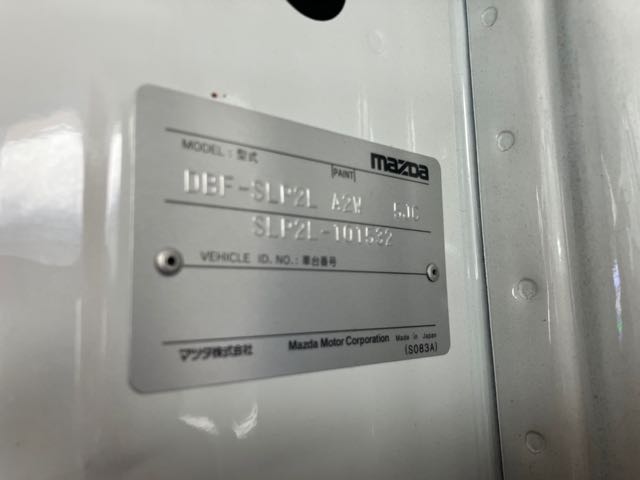 mazda
MODEL : 型式
PAINT
DBF-SLP2L A2W 5JC
SLP2L-101532
VEHICLE ID. NO. : 車台番号
マツダ株式会社 Mazda Motor Corporation Made in Japan
(S083A)